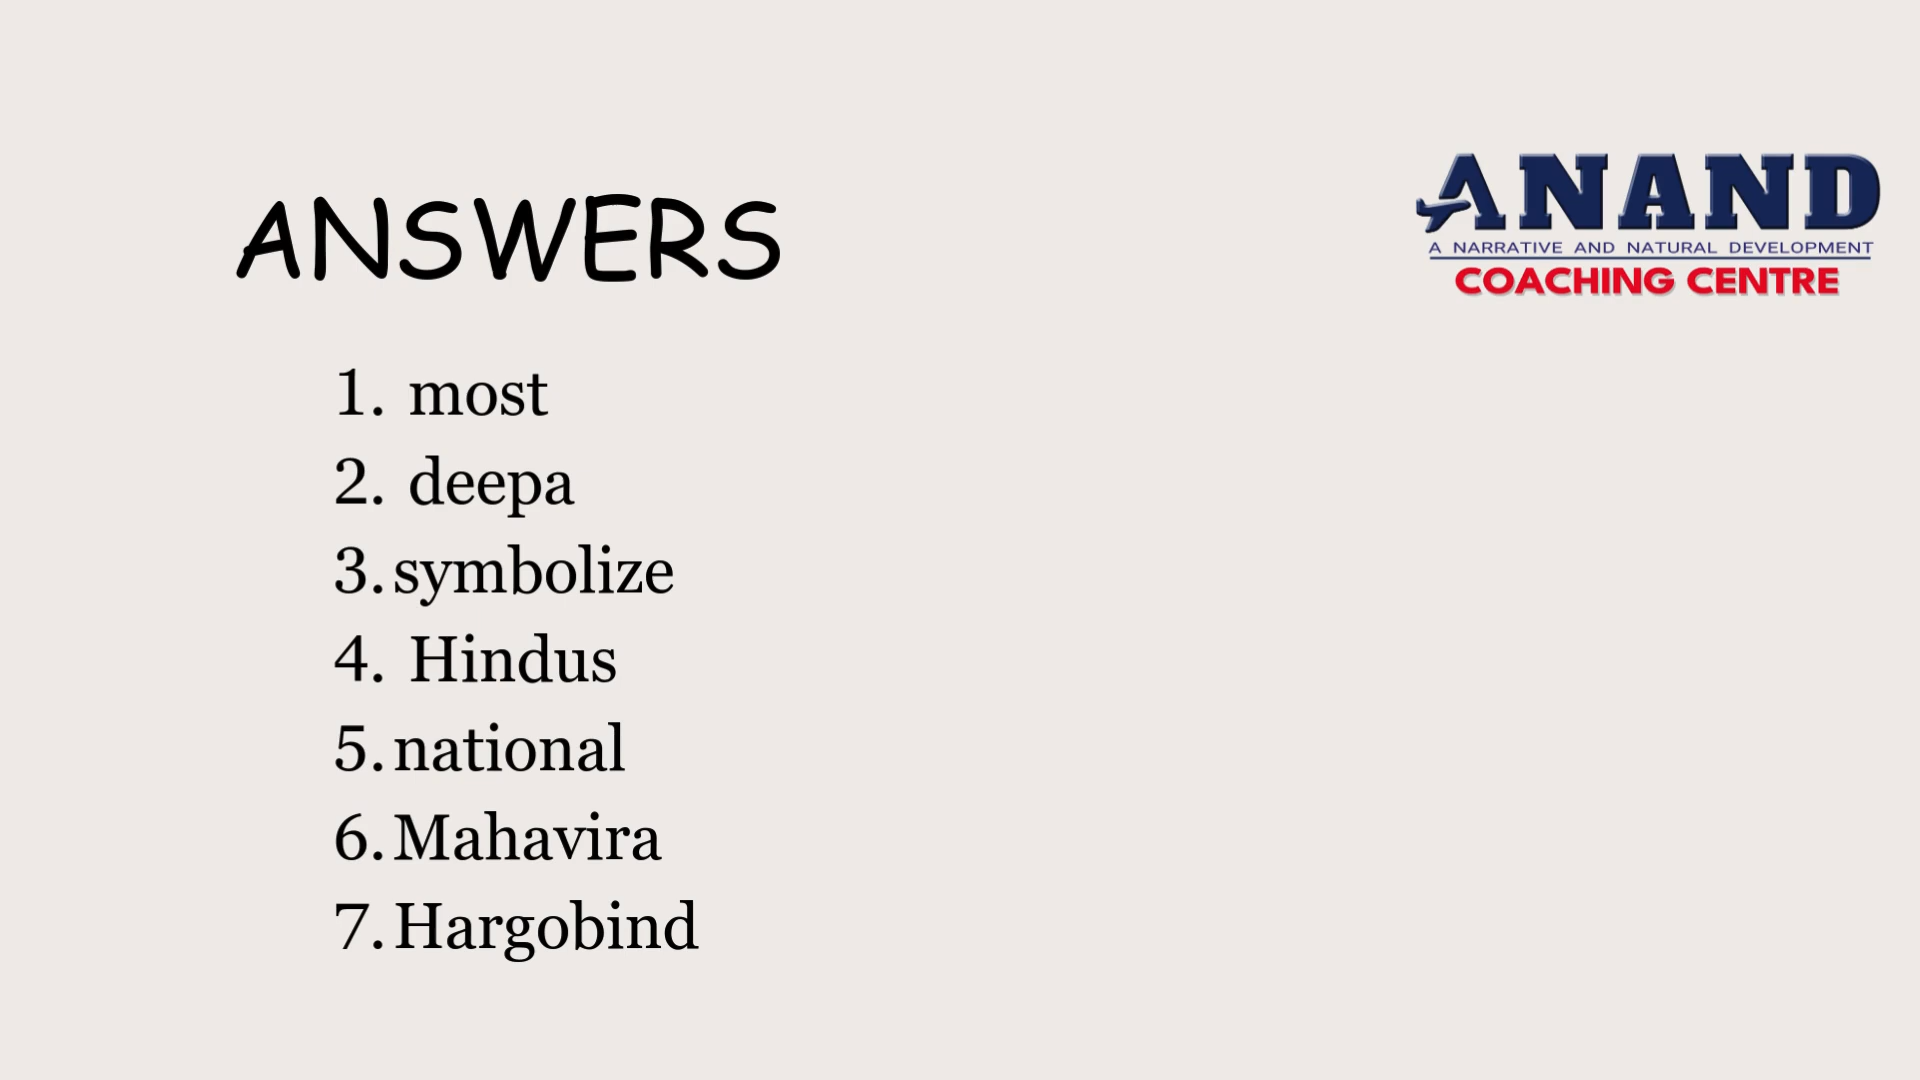 ANSWERS
ANAND
A NARRATIVE AND NATURAL DEVELOPMENT
COACHING CENTRE
1. most
2. deepa
3. symbolize
4. Hindus
5. national
6. Mahavira
7. Hargobind